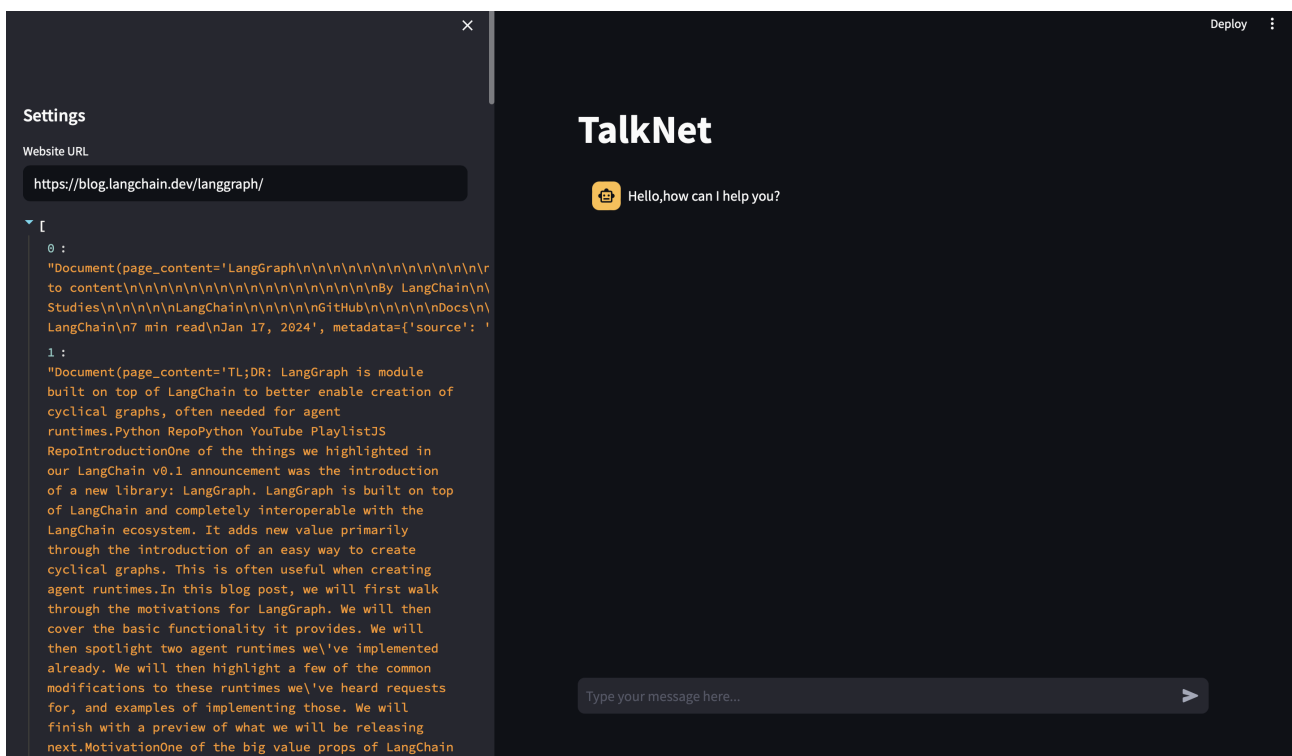 Deploy
Settings
Website URL
https://blog.langchain.dev/langgraph/
[
0 :
"Document(page_content='LangGraph\n\n\n\n\n\n\n\n\n\n\n\n\n
to content\n\n\n\n\n\n\n\n\n\n\n\n\n\n\n\n\nBy LangChain\n\
Studies\n\n\n\n\nLangChain\n\n\n\n\nGitHub\n\n\n\n\nDocs\n\
LangChain\n7 min read\nJan 17, 2024', metadata={'source': '
1 :
"Document(page_content='TL;DR: LangGraph is module
built on top of LangChain to better enable creation of
cyclical graphs, often needed for agent
runtimes.Python RepoPython YouTube PlaylistJS
RepoIntroductionOne of the things we highlighted in
our LangChain v0.1 announcement was the introduction
of a new library: LangGraph. LangGraph is built on top
of LangChain and completely interoperable with the
LangChain ecosystem. It adds new value primarily
through the introduction of an easy way to create
cyclical graphs. This is often useful when creating
agent runtimes.In this blog post, we will first walk
through the motivations for LangGraph. We will then
cover the basic functionality it provides. We will
then spotlight two agent runtimes we\'ve implemented
already. We will then highlight a few of the common
modifications to these runtimes we\'ve heard requests
for, and examples of implementing those. We will
finish with a preview of what we will be releasing
next.MotivationOne of the big value props of LangChain
TalkNet
Hello,how can I help you?
Type your message here...